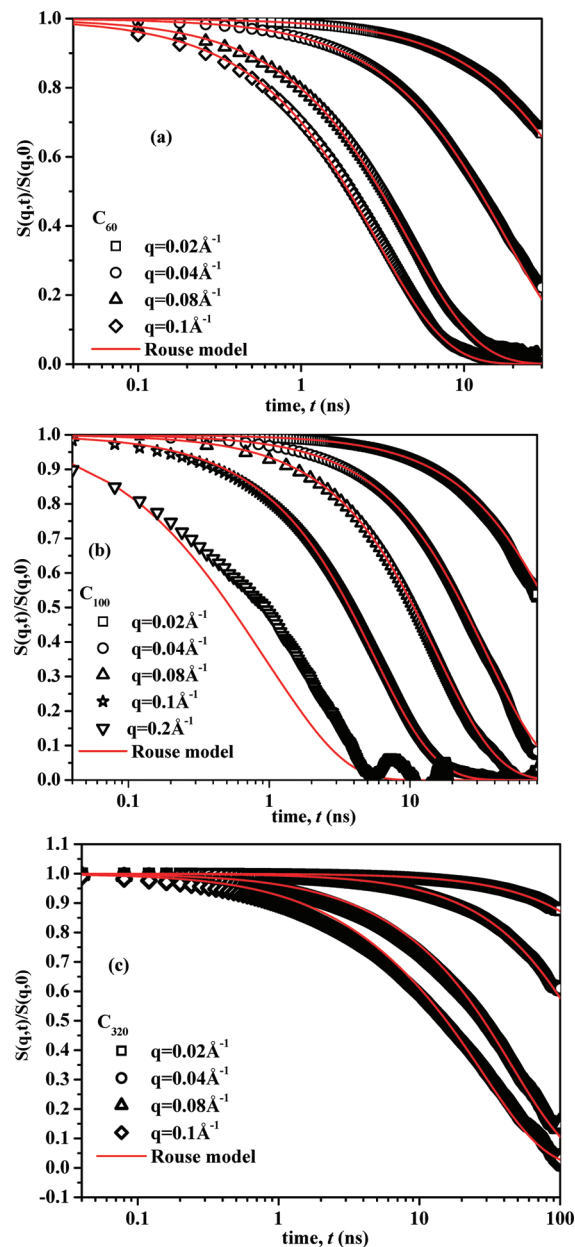 1.0
(a)
0.8
0.6
S(q,t)/S(q,0)
0.4
C60
q=0.02Å-1
q=0.04Å-1
0.2
q=0.08Å-1
q=0.1Å-1
Rouse model
0.0
0.1 1 10
time, t (ns)
1.0
0.9
0.8
(b)
0.7
0.6
S(q,t)/S(q,0)
0.5
C100
q=0.02Å-1
0.4
q=0.04Å-1
0.3
q=0.08Å-1
0.2
q=0.1Å-1
q=0.2Å-1
0.1
Rouse model
0.0
0.1 1 10
time, t (ns)
1.1
1.0
0.9
0.8
0.7
(c)
0.6
S(q,t)/S(q,0)
0.5
C320
0.4
q=0.02Å-1
0.3
q=0.04Å-1
0.2
q=0.08Å-1
0.1
q=0.1Å-1
0.0
Rouse model
-0.1
0.1 1 10 100
time, t (ns)